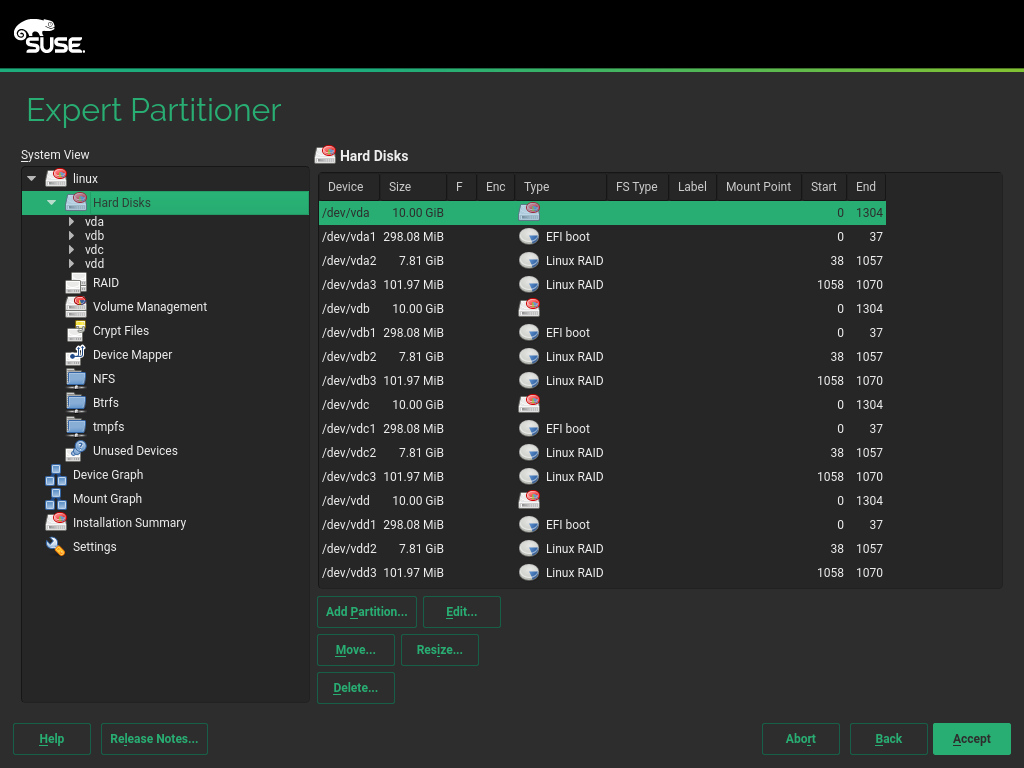 SUSE.
Expert Partitioner
System View
linux
Hard Disks
vda
vdb
vdc
vdd
RAID
Volume Management
Crypt Files
Device Mapper
NFS
Btrfs
tmpfs
Unused Devices
Device Graph
Mount Graph
Installation Summary
Settings
Hard Disks
Device Size F Enc Type FS Type Label Mount Point Start End
/dev/vda 10.00 GiB 0 1304
/dev/vda1 298.08 MiB EFI boot 0 37
/dev/vda2 7.81 GiB Linux RAID 38 1057
/dev/vda3 101.97 MiB Linux RAID 1058 1070
/dev/vdb 10.00 GiB 0 1304
/dev/vdb1 298.08 MiB EFI boot 0 37
/dev/vdb2 7.81 GiB Linux RAID 38 1057
/dev/vdb3 101.97 MiB Linux RAID 1058 1070
/dev/vdc 10.00 GiB 0 1304
/dev/vdc1 298.08 MiB EFI boot 0 37
/dev/vdc2 7.81 GiB Linux RAID 38 1057
/dev/vdc3 101.97 MiB Linux RAID 1058 1070
/dev/vdd 10.00 GiB 0 1304
/dev/vdd1 298.08 MiB EFI boot 0 37
/dev/vdd2 7.81 GiB Linux RAID 38 1057
/dev/vdd3 101.97 MiB Linux RAID 1058 1070
Add Partition... Edit...
Move... Resize...
Delete...
Help Release Notes... Abort Back Accept